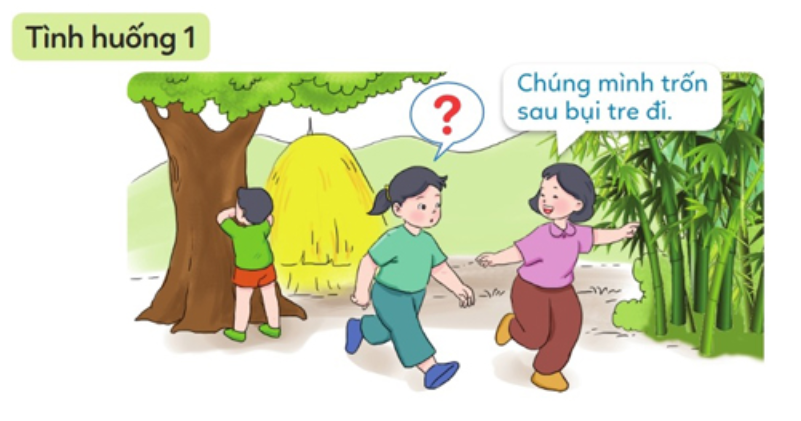 Tình huống 1
?
Chúng mình trốn
sau bụi tre đi.